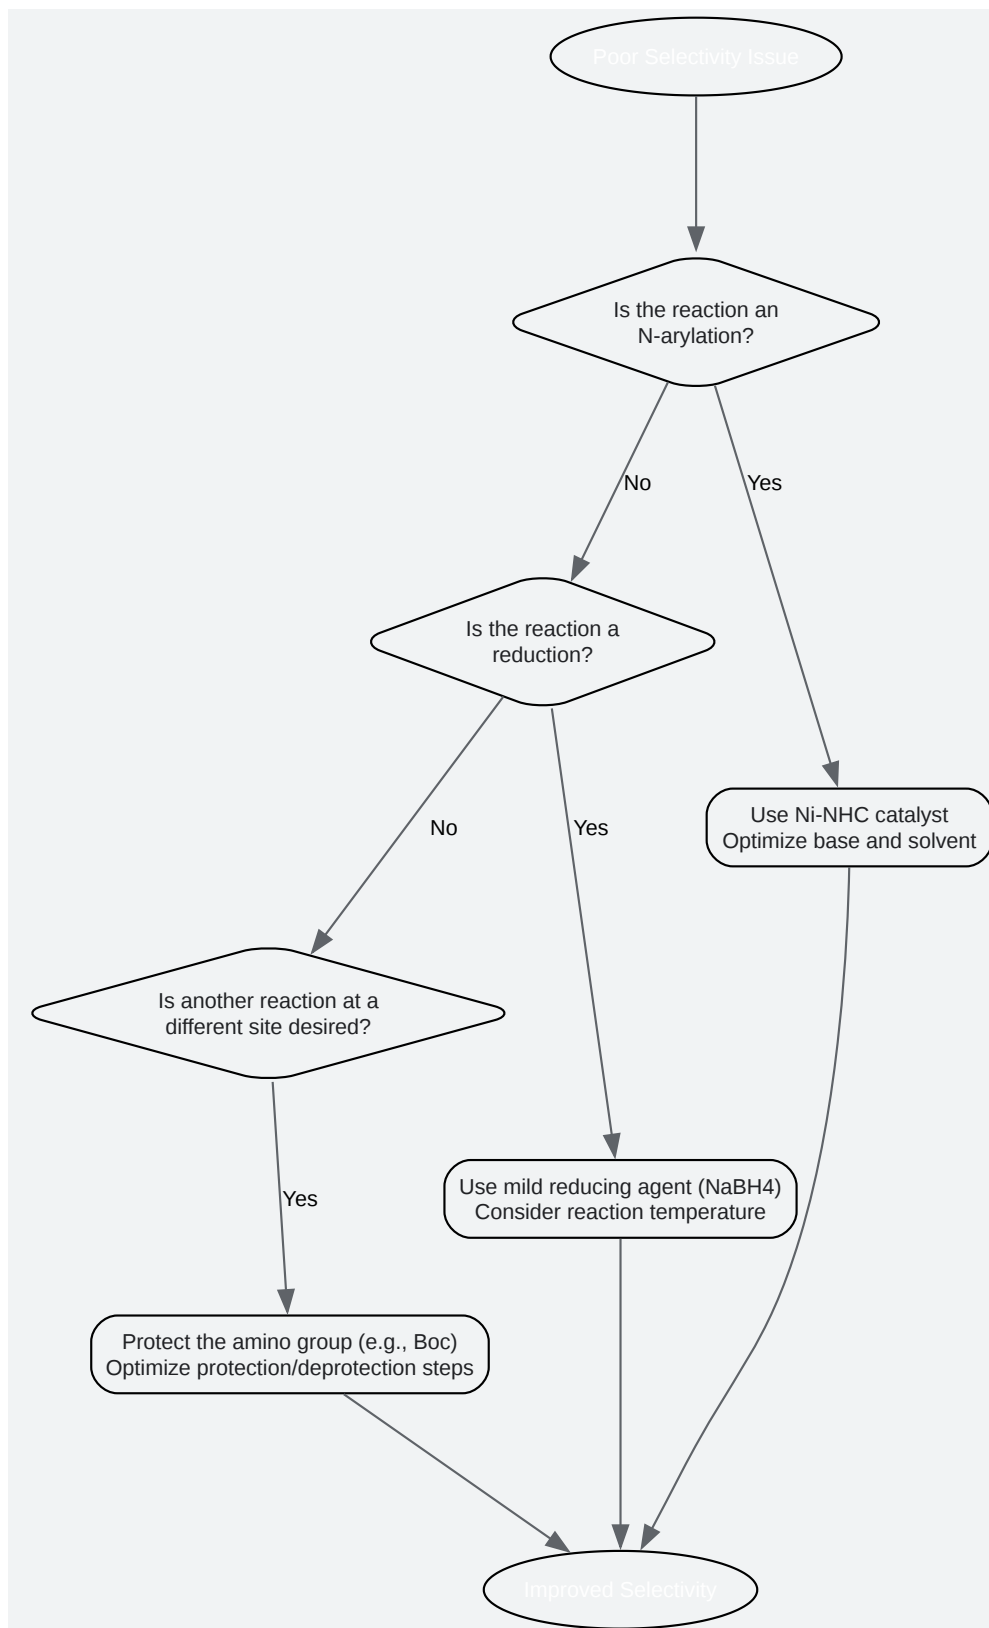 Poor Selectivity Issue
Is the reaction an
N-arylation?
No
Yes
Is the reaction a
reduction?
No
Yes
Use Ni-NHC catalyst
Optimize base and solvent
Is another reaction at a
different site desired?
Yes
Use mild reducing agent (NaBH4)
Consider reaction temperature
Protect the amino group (e.g., Boc)
Optimize protection/deprotection steps
Improved Selectivity